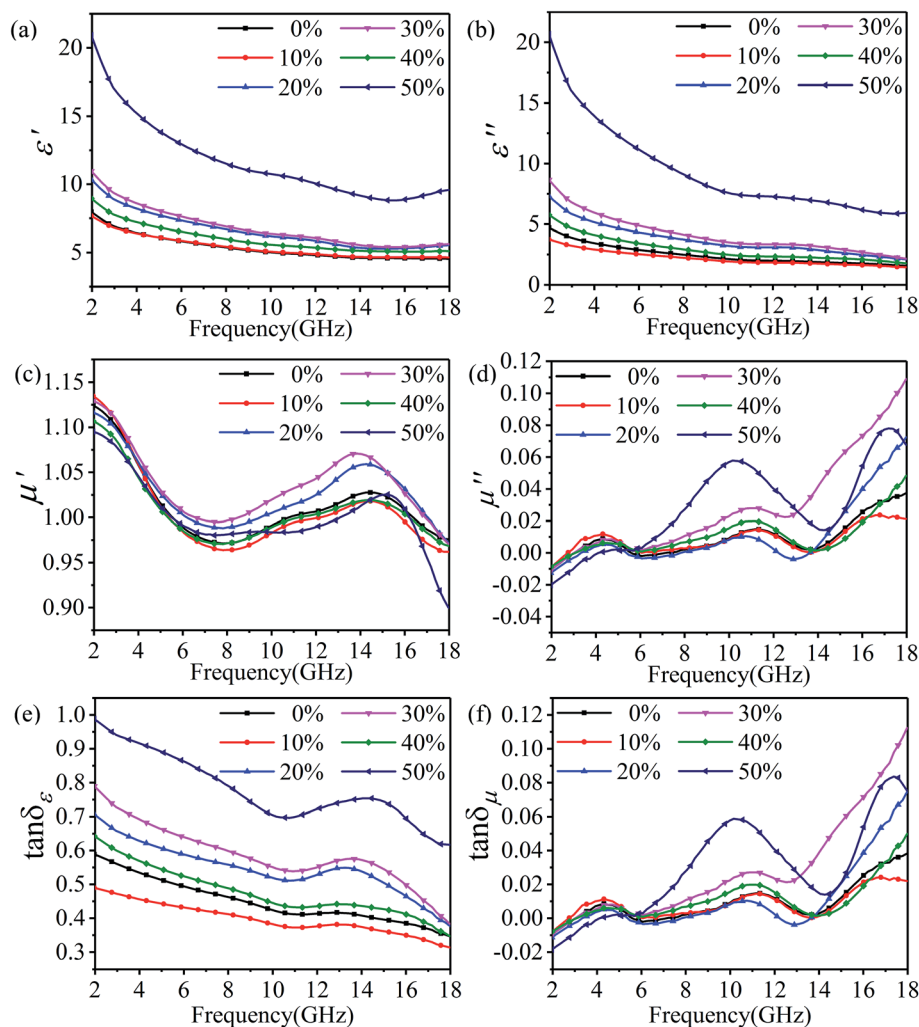 (a)
0% 30%
10% 40%
20% 50%
20
15
10
5
ε′
2 4 6 8 10 12 14 16 18
Frequency(GHz)
(b)
0% 30%
10% 40%
20% 50%
20
15
10
5
0
ε′′
2 4 6 8 10 12 14 16 18
Frequency(GHz)
(c)
0% 30%
10% 40%
20% 50%
1.15
1.10
1.05
1.00
0.95
0.90
μ′
2 4 6 8 10 12 14 16 18
Frequency(GHz)
(d)
0% 30%
10% 40%
20% 50%
0.12
0.10
0.08
0.06
0.04
0.02
0.00
-0.02
-0.04
μ′′
2 4 6 8 10 12 14 16 18
Frequency(GHz)
(e)
0% 30%
10% 40%
20% 50%
1.0
0.9
0.8
0.7
0.6
0.5
0.4
0.3
tanδε
2 4 6 8 10 12 14 16 18
Frequency(GHz)
(f)
0% 30%
10% 40%
20% 50%
0.12
0.10
0.08
0.06
0.04
0.02
0.00
-0.02
tanδμ
2 4 6 8 10 12 14 16 18
Frequency(GHz)